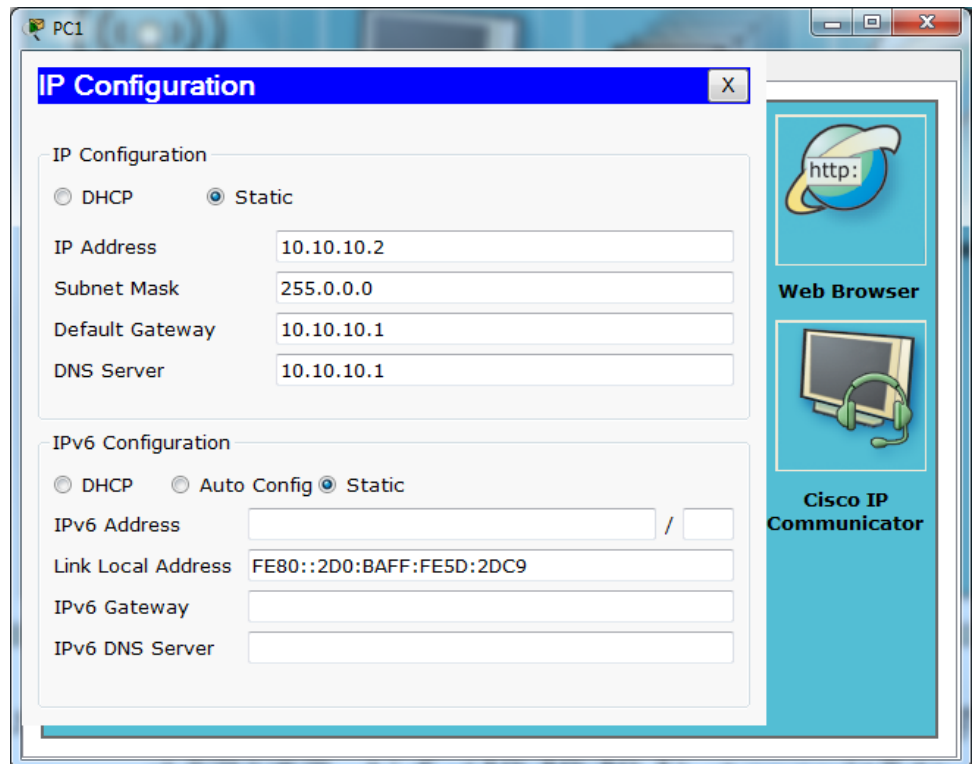 PC1
IP Configuration
X
IP Configuration
DHCP Static
IP Address 10.10.10.2
Subnet Mask 255.0.0.0
Default Gateway 10.10.10.1
DNS Server 10.10.10.1
IPv6 Configuration
DHCP Auto Config Static
IPv6 Address /
Link Local Address FE80::2D0:BAFF:FE5D:2DC9
IPv6 Gateway
IPv6 DNS Server
http:
Web Browser
Cisco IP
Communicator